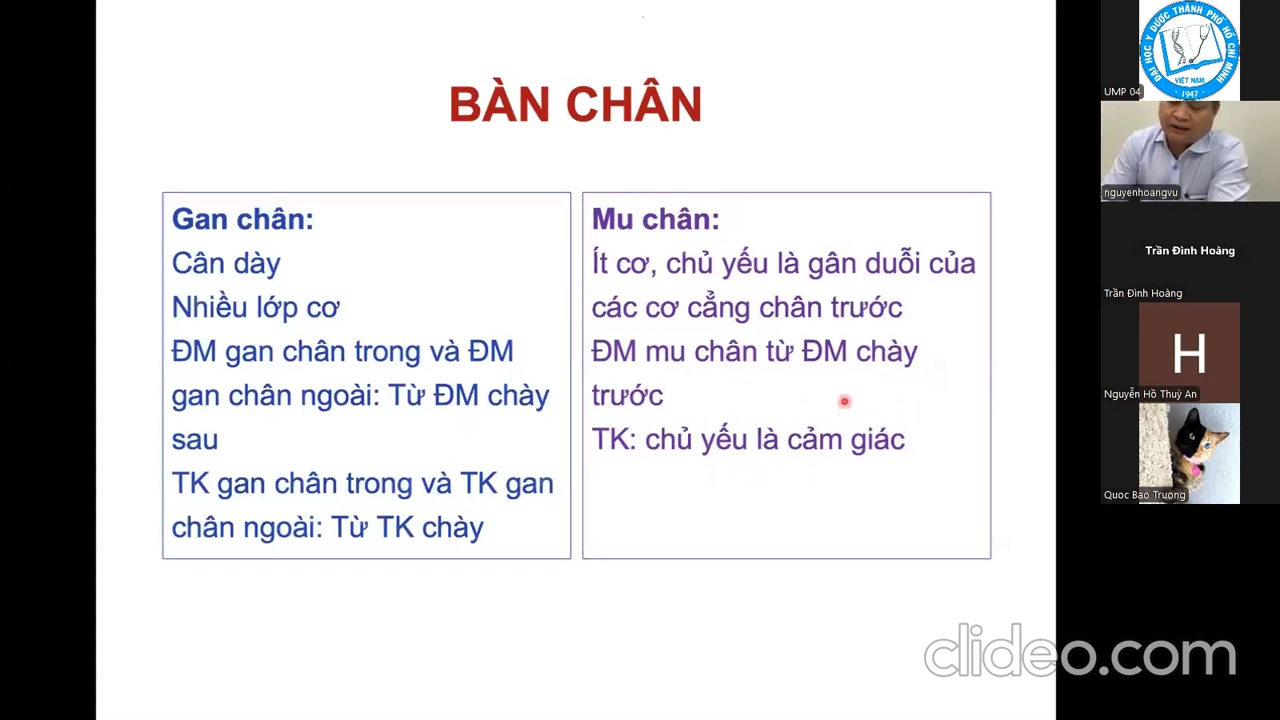 BÀN CHÂN
Gan chân:
Cân dày
Nhiều lớp cơ
ĐM gan chân trong và ĐM
gan chân ngoài: Từ ĐM chày
sau
TK gan chân trong và TK gan
chân ngoài: Từ TK chày
Mu chân:
Ít cơ, chủ yếu là gân duỗi của
các cơ cẳng chân trước
ĐM mu chân từ ĐM chày
trước
TK: chủ yếu là cảm giác
ĐẠI HỌC Y DƯỢC THÀNH PHỐ HỒ CHÍ MINH
VIỆT NAM
1947
UMP 04
nguyenhoangvu
Trần Đình Hoàng
Trần Đình Hoàng
H
Nguyễn Hồ Thuỳ An
Quoc Bao Truong
clideo.com